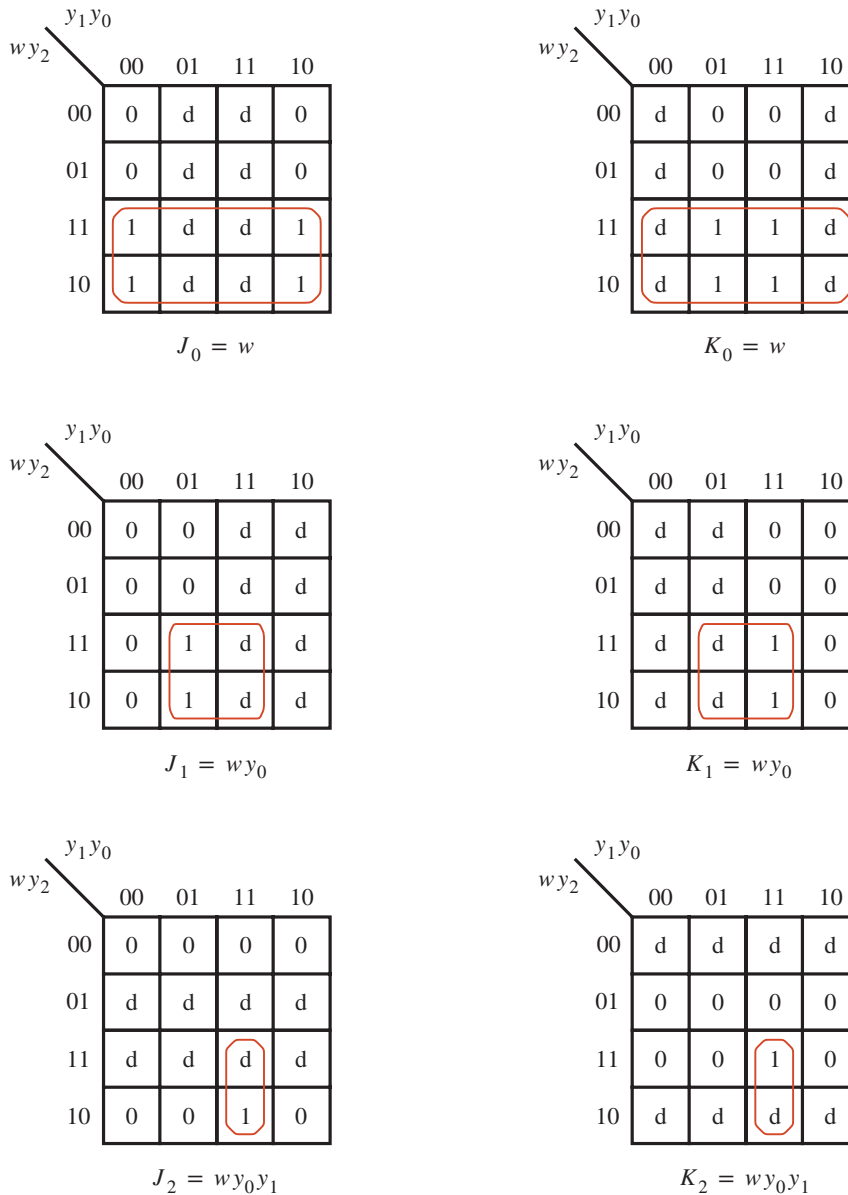 y₁y₀ y₁y₀
wy₂ wy₂
00 01 11 10 00 01 11 10
00 0 d d 0 00 d 0 0 d
01 0 d d 0 01 d 0 0 d
11 1 d d 1 11 d 1 1 d
10 1 d d 1 10 d 1 1 d
J₀ = w K₀ = w
y₁y₀ y₁y₀
wy₂ wy₂
00 01 11 10 00 01 11 10
00 0 0 d d 00 d d 0 0
01 0 0 d d 01 d d 0 0
11 0 1 d d 11 d d 1 0
10 0 1 d d 10 d d 1 0
J₁ = wy₀ K₁ = wy₀
y₁y₀ y₁y₀
wy₂ wy₂
00 01 11 10 00 01 11 10
00 0 0 0 0 00 d d d d
01 d d d d 01 0 0 0 0
11 d d d d 11 0 0 1 0
10 0 0 1 0 10 d d d d
J₂ = wy₀y₁ K₂ = wy₀y₁